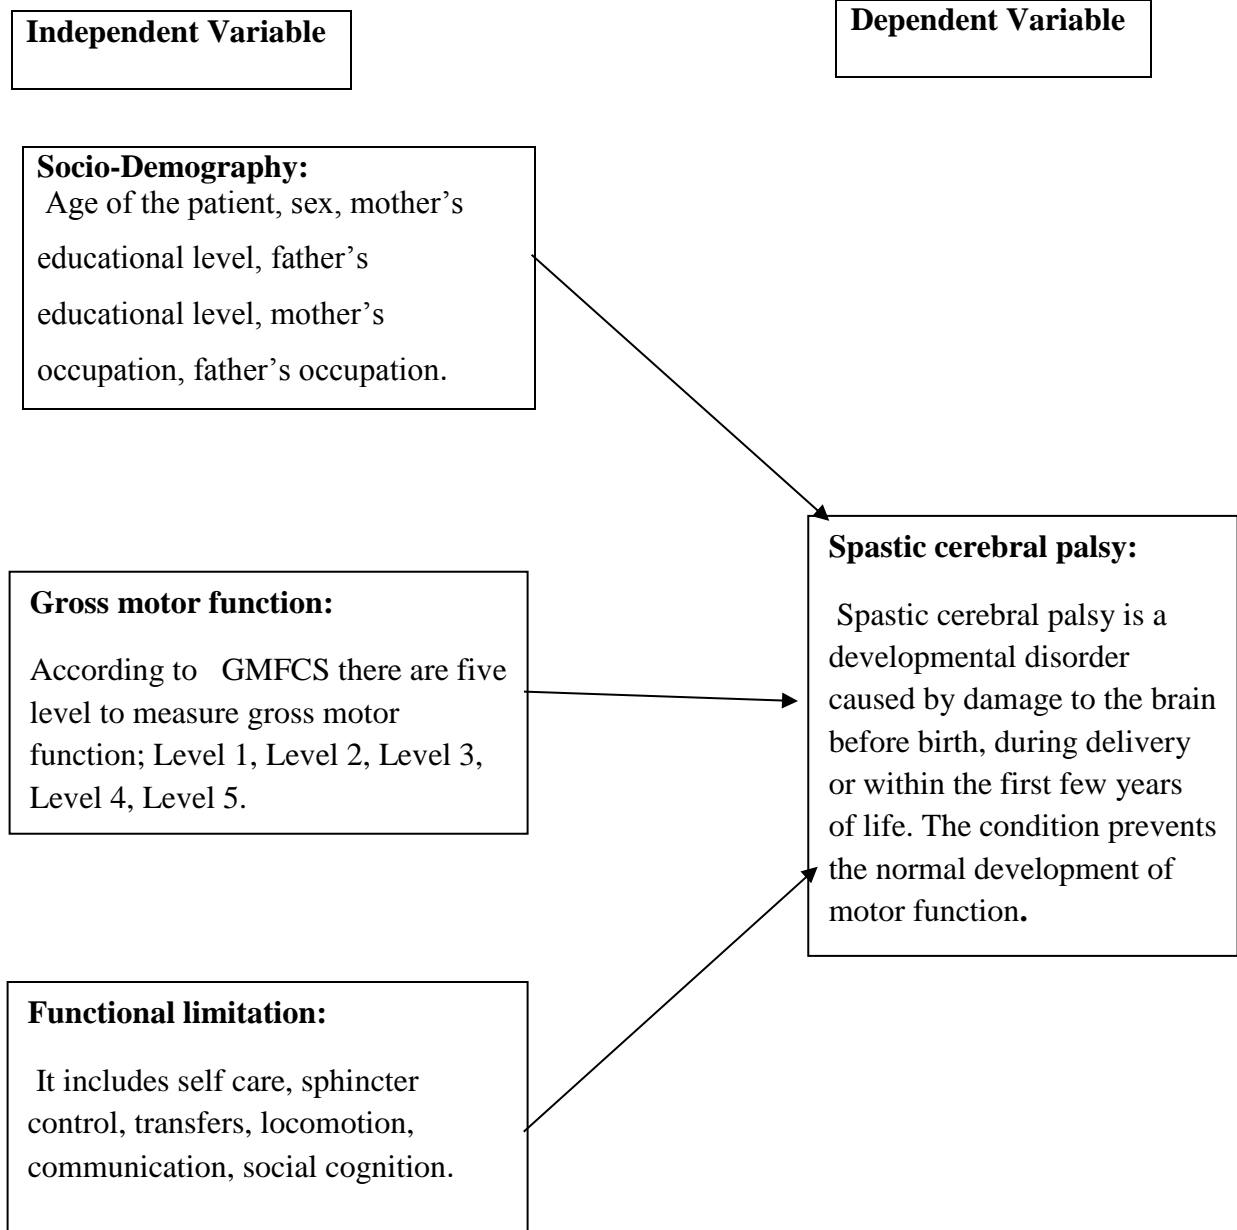 Independent Variable
Dependent Variable
Socio-Demography:
Age of the patient, sex, mother’s
educational level, father’s
educational level, mother’s
occupation, father’s occupation.
Gross motor function:
According to GMFCS there are five
level to measure gross motor
function; Level 1, Level 2, Level 3,
Level 4, Level 5.
Spastic cerebral palsy:
Spastic cerebral palsy is a
developmental disorder
caused by damage to the brain
before birth, during delivery
or within the first few years
of life. The condition prevents
the normal development of
motor function.
Functional limitation:
It includes self care, sphincter
control, transfers, locomotion,
communication, social cognition.